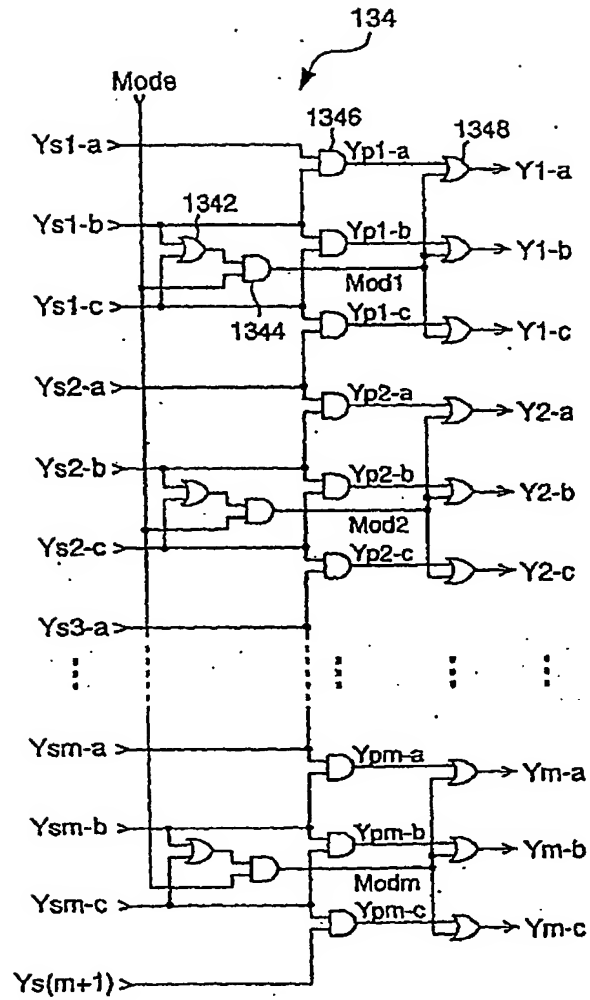 134
Mode
1346
1348
Ys1-a
Yp1-a
Y1-a
Ys1-b
1342
Yp1-b
Y1-b
Mod1
Ys1-c
1344
Yp1-c
Y1-c
Ys2-a
Yp2-a
Y2-a
Ys2-b
Yp2-b
Y2-b
Mod2
Ys2-c
Yp2-c
Y2-c
Ys3-a
Ysm-a
Ypm-a
Ym-a
Ysm-b
Ypm-b
Ym-b
Modm
Ysm-c
Ypm-c
Ym-c
Ys(m+1)